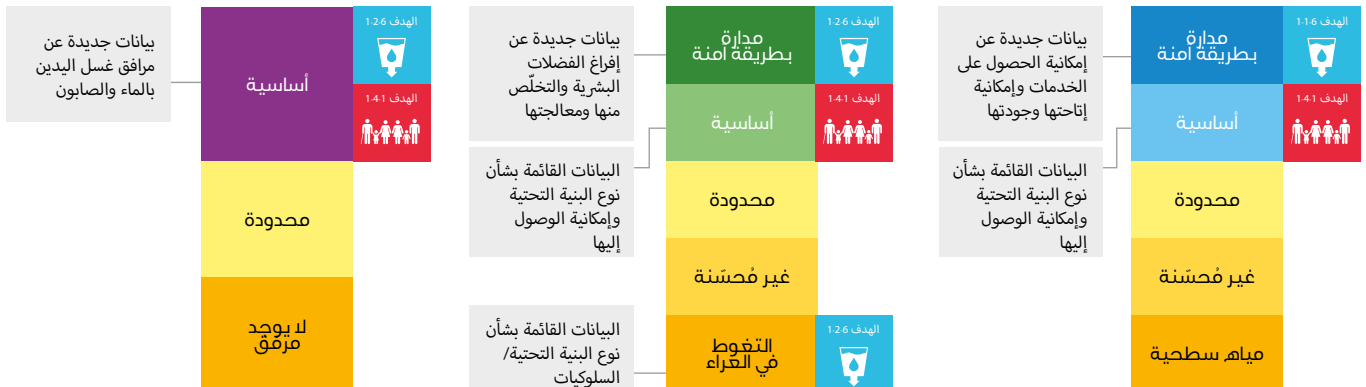 الهدف 6‏-1‏-1
مدارة
بطريقة آمنة
بيانات جديدة عن
إمكانية الحصول على
الخدمات وإمكانية
إتاحتها وجودتها
الهدف 1‏-4‏-1
أساسية
البيانات القائمة بشأن
نوع البنية التحتية
وإمكانية الوصول
إليها
محدودة
غير مُحسّنة
مياه سطحية
الهدف 6‏-2‏-1
مدارة
بطريقة آمنة
بيانات جديدة عن
إفراغ الفضلات
البشرية والتخلّص
منها ومعالجتها
الهدف 1‏-4‏-1
أساسية
البيانات القائمة بشأن
نوع البنية التحتية
وإمكانية الوصول
إليها
محدودة
غير مُحسّنة
الهدف 6‏-2‏-1
التغوط
في العراء
البيانات القائمة بشأن
نوع البنية التحتية/
السلوكيات
الهدف 6‏-2‏-1
الهدف 1‏-4‏-1
أساسية
بيانات جديدة عن
مرافق غسل اليدين
بالماء والصابون
محدودة
لا يوجد
مرفق